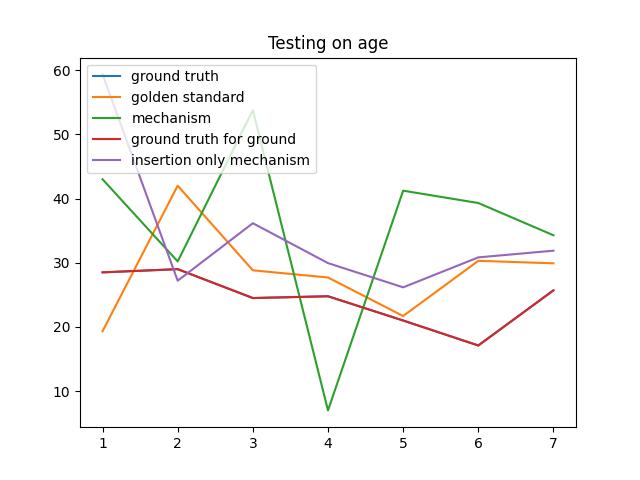 Testing on age
60
50
40
30
20
10
ground truth
golden standard
mechanism
ground truth for ground
insertion only mechanism
1 2 3 4 5 6 7